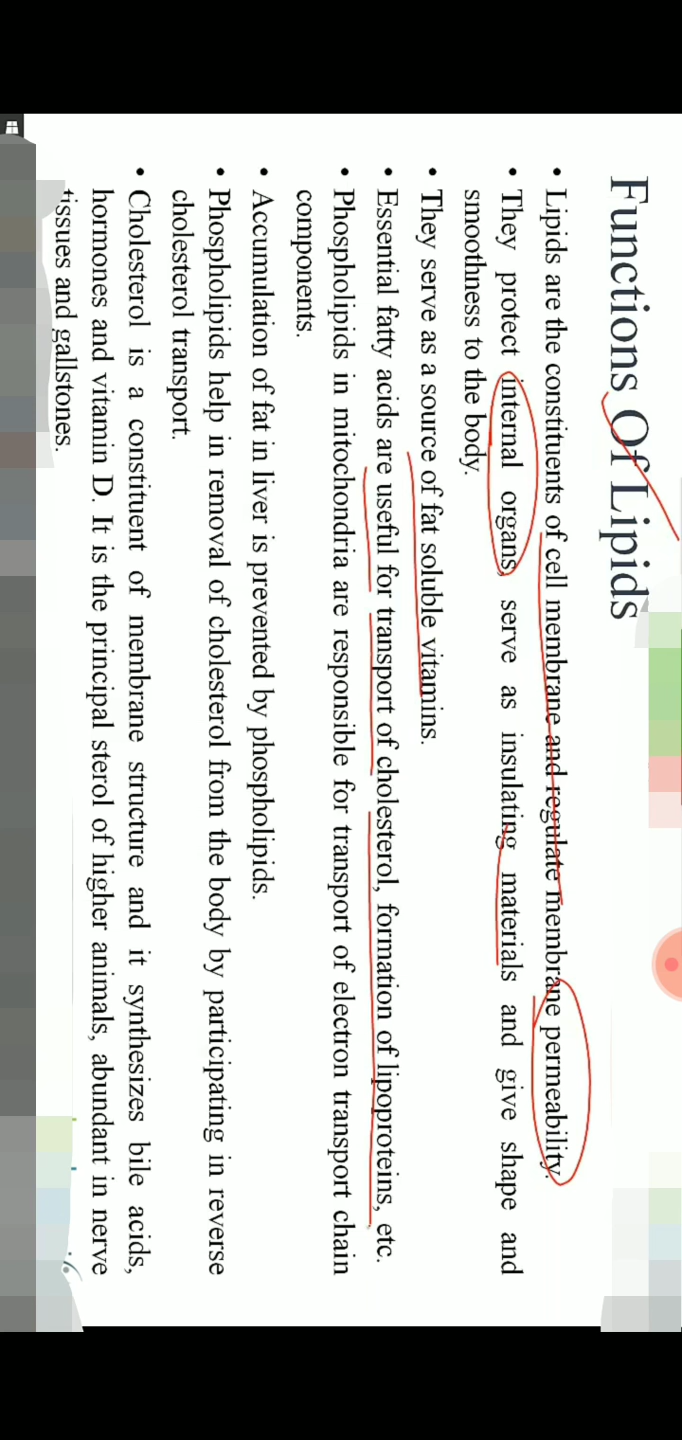 Functions Of Lipids
• Lipids are the constituents of cell membrane and regulate membrane permeability.
• They protect internal organs, serve as insulating materials and give shape and
smoothness to the body.
• They serve as a source of fat soluble vitamins.
• Essential fatty acids are useful for transport of cholesterol, formation of lipoproteins, etc.
• Phospholipids in mitochondria are responsible for transport of electron transport chain
components.
• Accumulation of fat in liver is prevented by phospholipids.
• Phospholipids help in removal of cholesterol from the body by participating in reverse
cholesterol transport.
• Cholesterol is a constituent of membrane structure and it synthesizes bile acids,
hormones and vitamin D. It is the principal sterol of higher animals, abundant in nerve
tissues and gallstones.